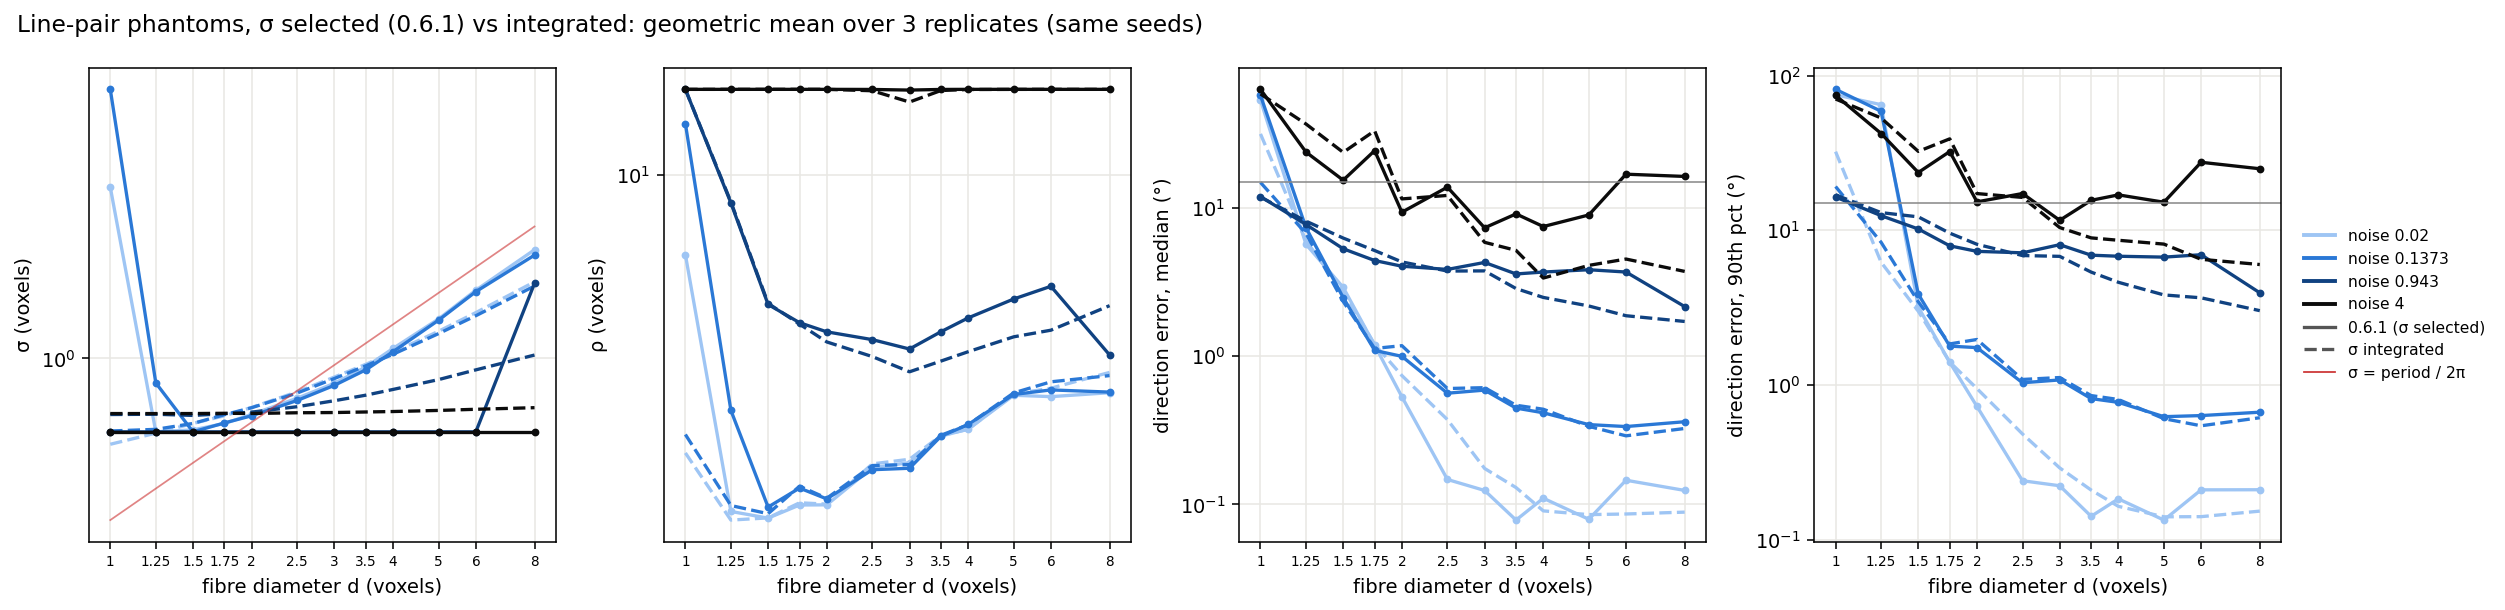 Line-pair phantoms, σ selected (0.6.1) vs integrated: geometric mean over 3 replicates (same seeds)
σ (voxels)
10⁰
1 1.25 1.5 1.75 2 2.5 3 3.5 4 5 6 8
fibre diameter d (voxels)
ρ (voxels)
10¹
1 1.25 1.5 1.75 2 2.5 3 3.5 4 5 6 8
fibre diameter d (voxels)
direction error, median (°)
10¹
10⁰
10⁻¹
1 1.25 1.5 1.75 2 2.5 3 3.5 4 5 6 8
fibre diameter d (voxels)
direction error, 90th pct (°)
10²
10¹
10⁰
10⁻¹
1 1.25 1.5 1.75 2 2.5 3 3.5 4 5 6 8
fibre diameter d (voxels)
noise 0.02
noise 0.1373
noise 0.943
noise 4
0.6.1 (σ selected)
σ integrated
σ = period / 2π